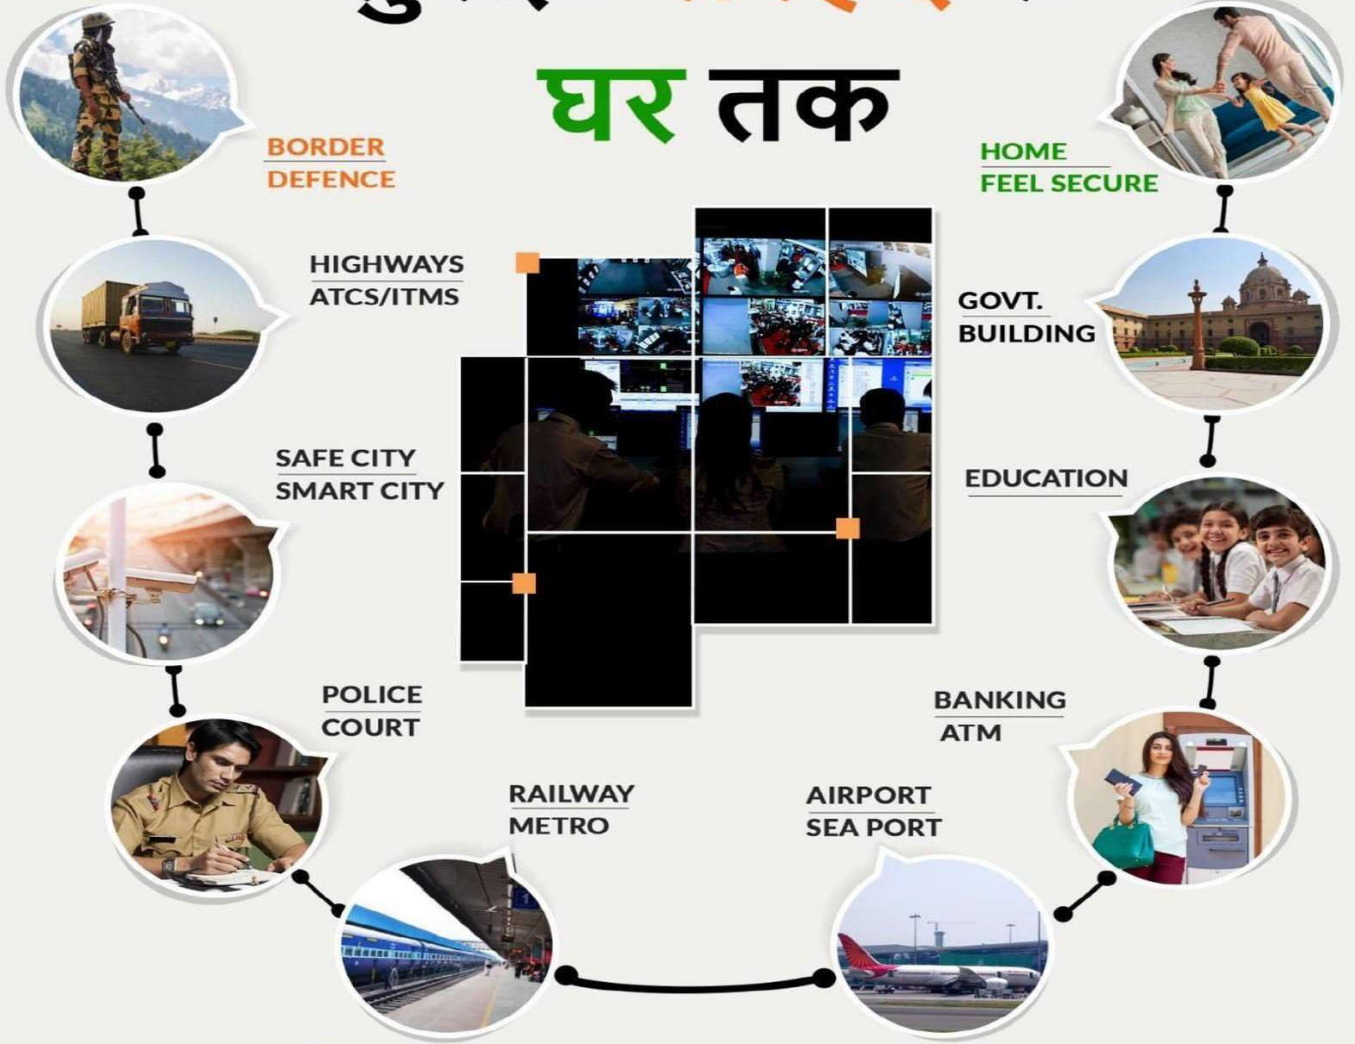 घर तक
BORDER
DEFENCE
HOME
FEEL SECURE
HIGHWAYS
ATCS/ITMS
GOVT.
BUILDING
SAFE CITY
SMART CITY
EDUCATION
POLICE
COURT
BANKING
ATM
RAILWAY
METRO
AIRPORT
SEA PORT
1